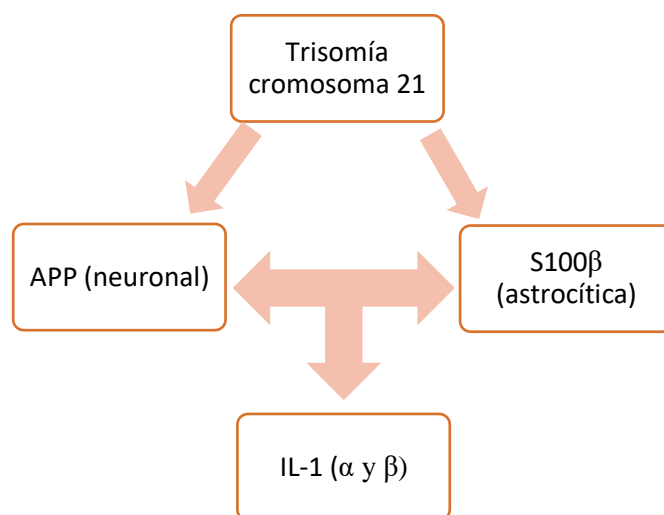 Trisomía
cromosoma 21
APP (neuronal)
S100β
(astrocítica)
IL-1 (α y β)